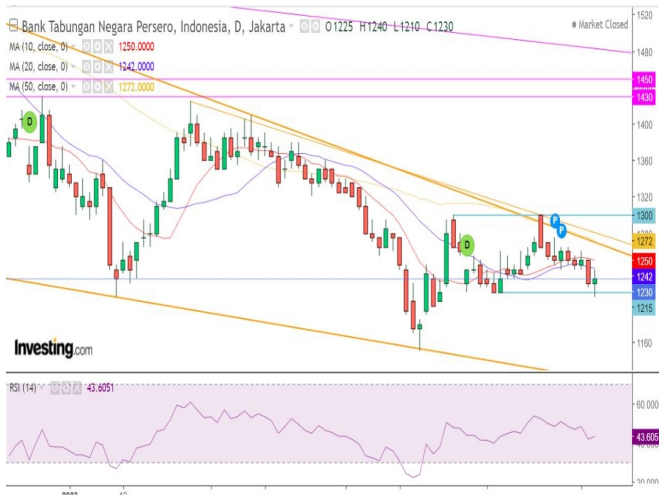 Bank Tabungan Negara Persero, Indonesia, D, Jakarta O1225 H1240 L1210 C1230
Market Closed
MA (10, close, 0) 1250.0000
MA (20, close, 0) 1242.0000
MA (50, close, 0) 1272.0000
1520
1480
1450
1430
1400
1360
1320
1300
1272
1250
1242
1230
1215
1160
D
D
P
P
Investing.com
RSI (14) 43.6051
60.000
43.605